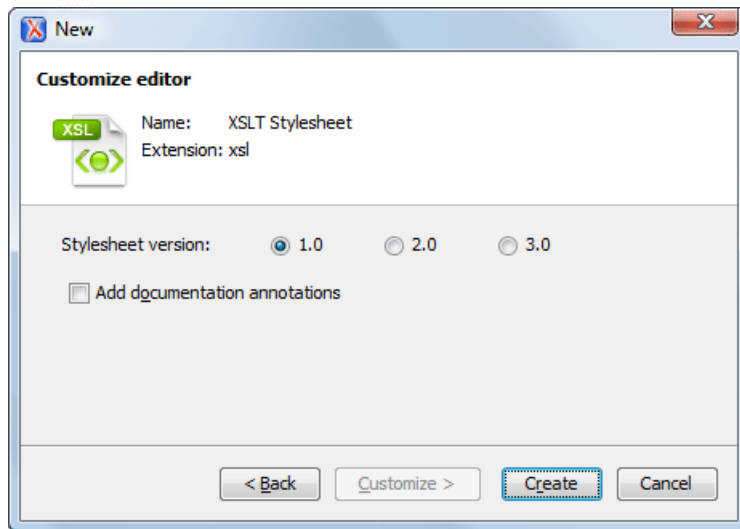 New
X
Customize editor
XSL
Name: XSLT Stylesheet
Extension: xsl
Stylesheet version: 1.0 2.0 3.0
Add documentation annotations
< Back Customize > Create Cancel